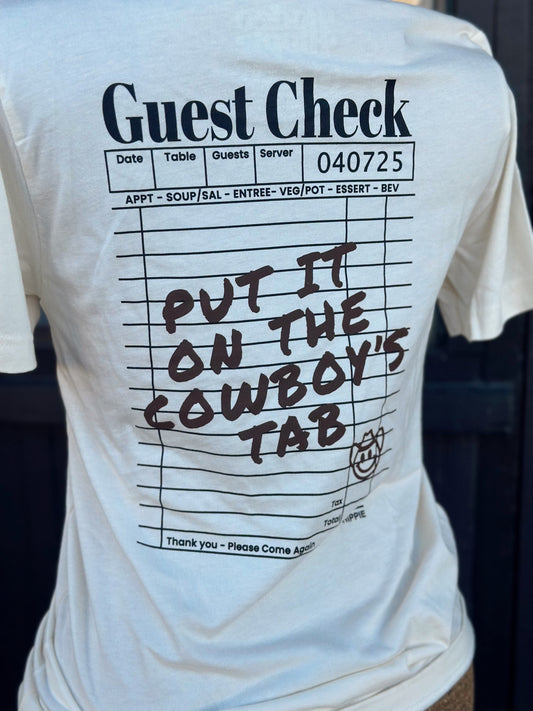 Guest Check
Date Table Guests Server 040725
APPT - SOUP/SAL - ENTREE- VEG/POT - ESSERT - BEV
PUT IT
ON THE
COWBOY'S
TAB
Tax
Total
Thank you - Please Come Again